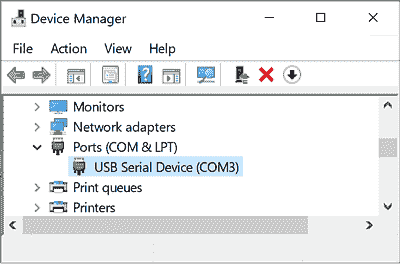 Device Manager
File Action View Help
Monitors
Network adapters
Ports (COM & LPT)
USB Serial Device (COM3)
Print queues
Printers